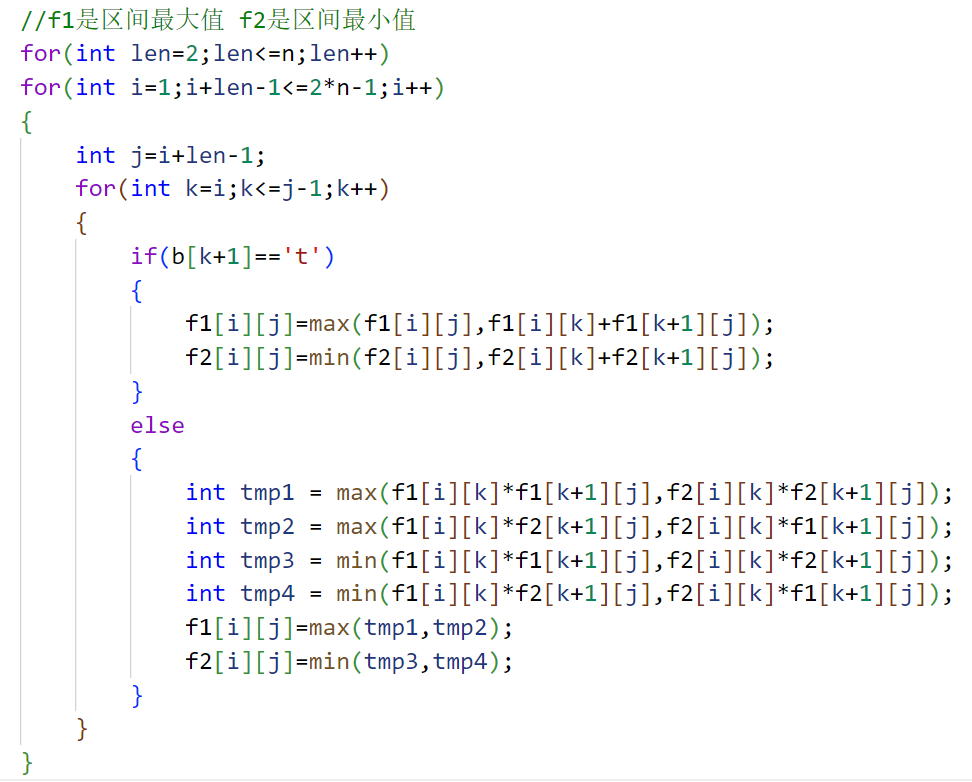 //f1是区间最大值 f2是区间最小值
for(int len=2;len<=n;len++)
for(int i=1;i+len-1<=2*n-1;i++)
{
    int j=i+len-1;
    for(int k=i;k<=j-1;k++)
    {
        if(b[k+1]=='t')
        {
            f1[i][j]=max(f1[i][j],f1[i][k]+f1[k+1][j]);
            f2[i][j]=min(f2[i][j],f2[i][k]+f2[k+1][j]);
        }
        else
        {
            int tmp1 = max(f1[i][k]*f1[k+1][j],f2[i][k]*f2[k+1][j]);
            int tmp2 = max(f1[i][k]*f2[k+1][j],f2[i][k]*f1[k+1][j]);
            int tmp3 = min(f1[i][k]*f1[k+1][j],f2[i][k]*f2[k+1][j]);
            int tmp4 = min(f1[i][k]*f2[k+1][j],f2[i][k]*f1[k+1][j]);
            f1[i][j]=max(tmp1,tmp2);
            f2[i][j]=min(tmp3,tmp4);
        }
    }
}